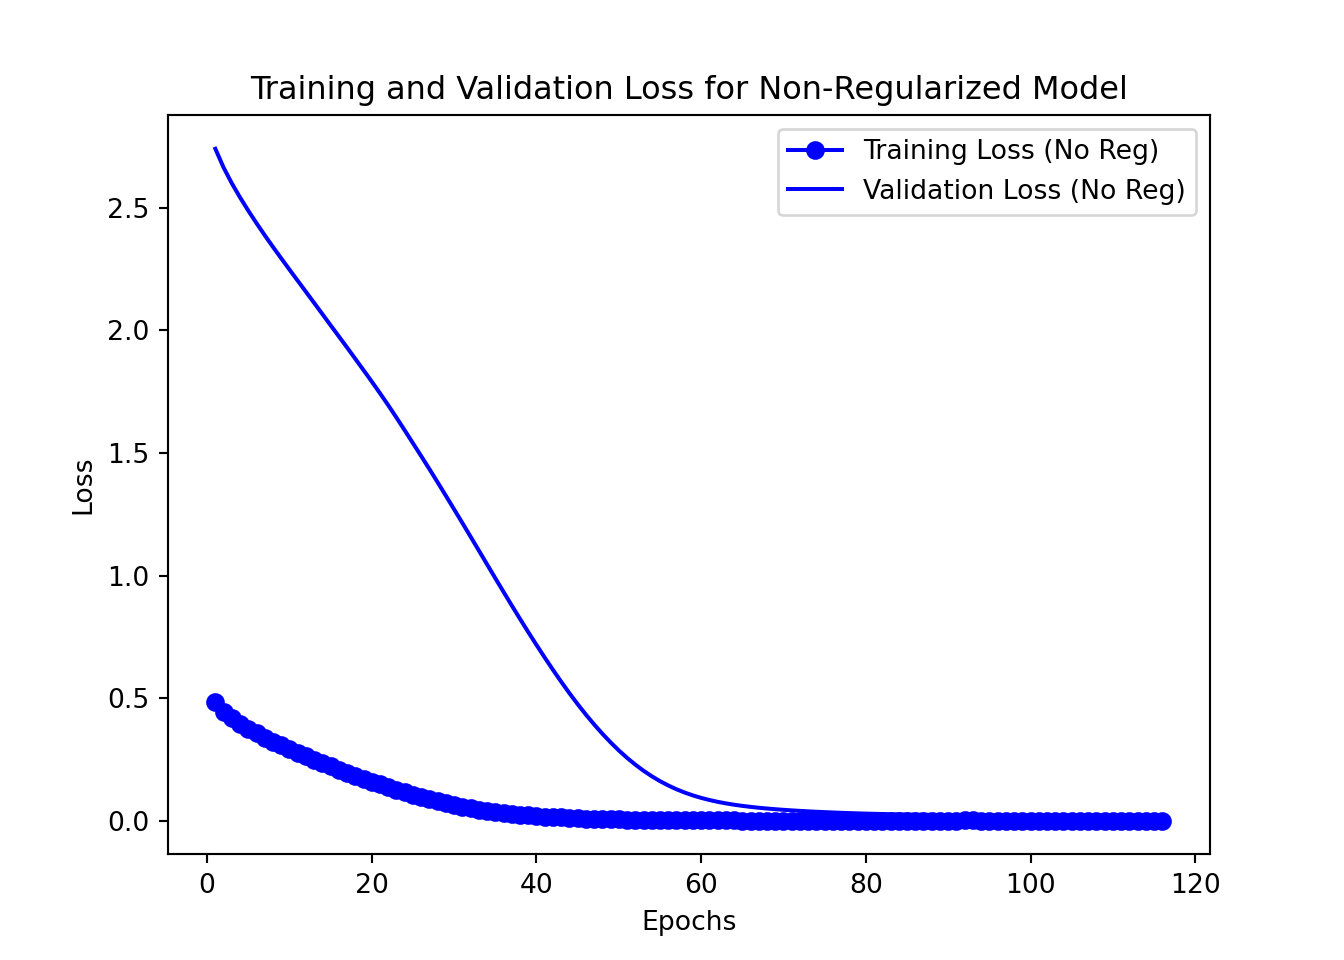 Training and Validation Loss for Non-Regularized Model
Training Loss (No Reg)
Validation Loss (No Reg)
Loss
2.5
2.0
1.5
1.0
0.5
0.0
0 20 40 60 80 100 120
Epochs